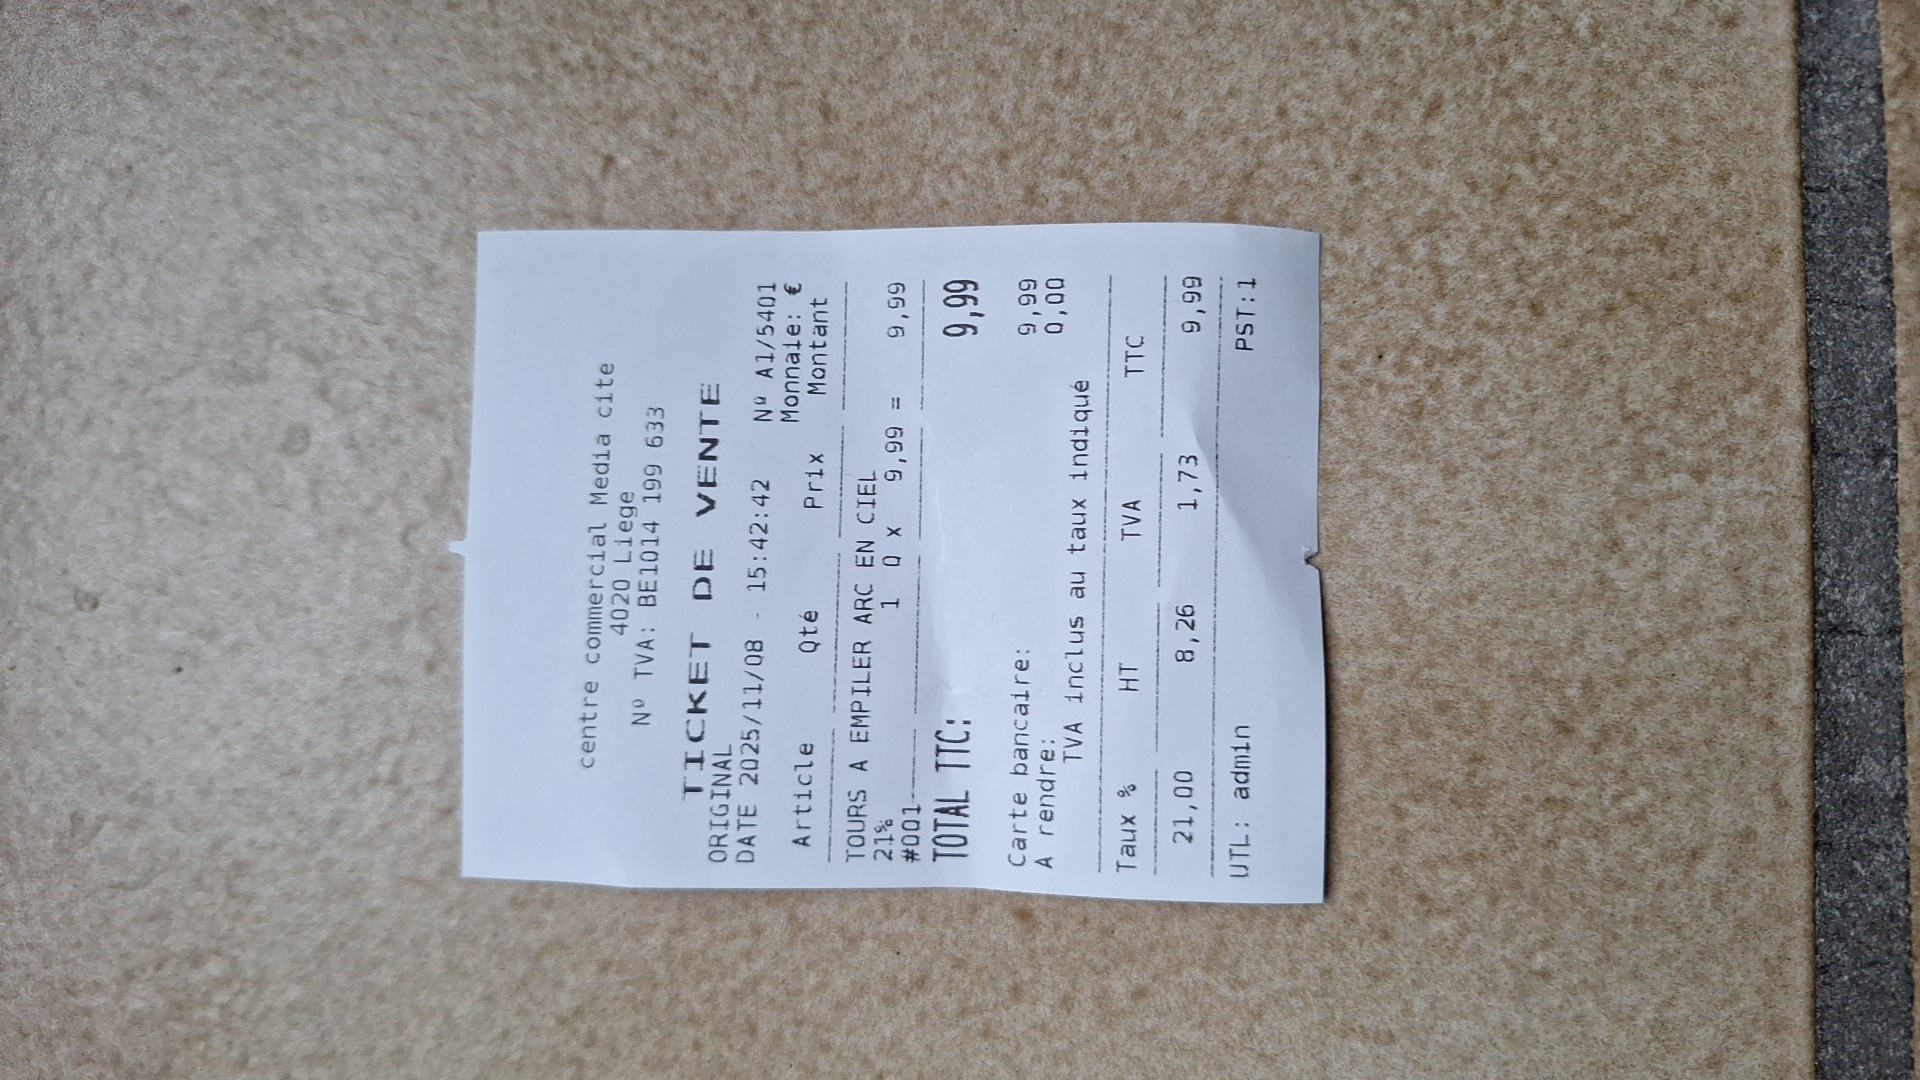 centre commercial Media cite
4020 Liege
Nº TVA: BE1014 199 633
TICKET DE VENTE
ORIGINAL
DATE 2025/11/08 - 15:42:42 Nº A1/5401
Monnaie: €
Article Qté Prix Montant
TOURS A EMPILER ARC EN CIEL
21% 1 Q x 9,99 = 9,99
#001
TOTAL TTC: 9,99
Carte bancaire: 9,99
A rendre: 0,00
TVA inclus au taux indiqué
Taux % HT TVA TTC
21,00 8,26 1,73 9,99
UTL: admin PST:1